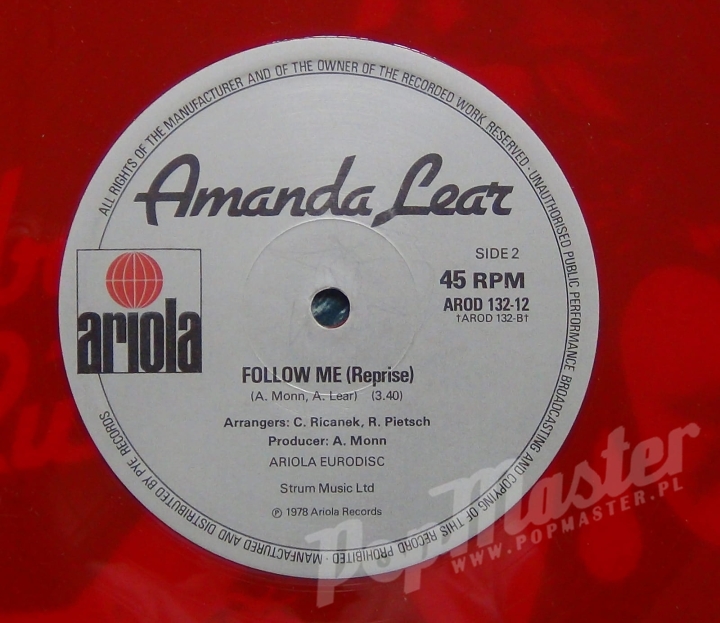 ALL RIGHTS OF THE MANUFACTURER AND OF THE OWNER OF THE RECORDED WORK RESERVED · UNAUTHORISED PUBLIC PERFORMANCE BROADCASTING AND COPYING OF THIS RECORD PROHIBITED · MANFACTURED AND DISTRIBUTED BY PYE RECORDS
Amanda Lear
SIDE 2
45 RPM
AROD 132-12
†AROD 132-B†
ariola
FOLLOW ME (Reprise)
(A. Monn, A. Lear) (3.40)
Arrangers: C. Ricanek, R. Pietsch
Producer: A. Monn
ARIOLA EURODISC
Strum Music Ltd
℗ 1978 Ariola Records
PopMaster
WWW.POPMASTER.PL